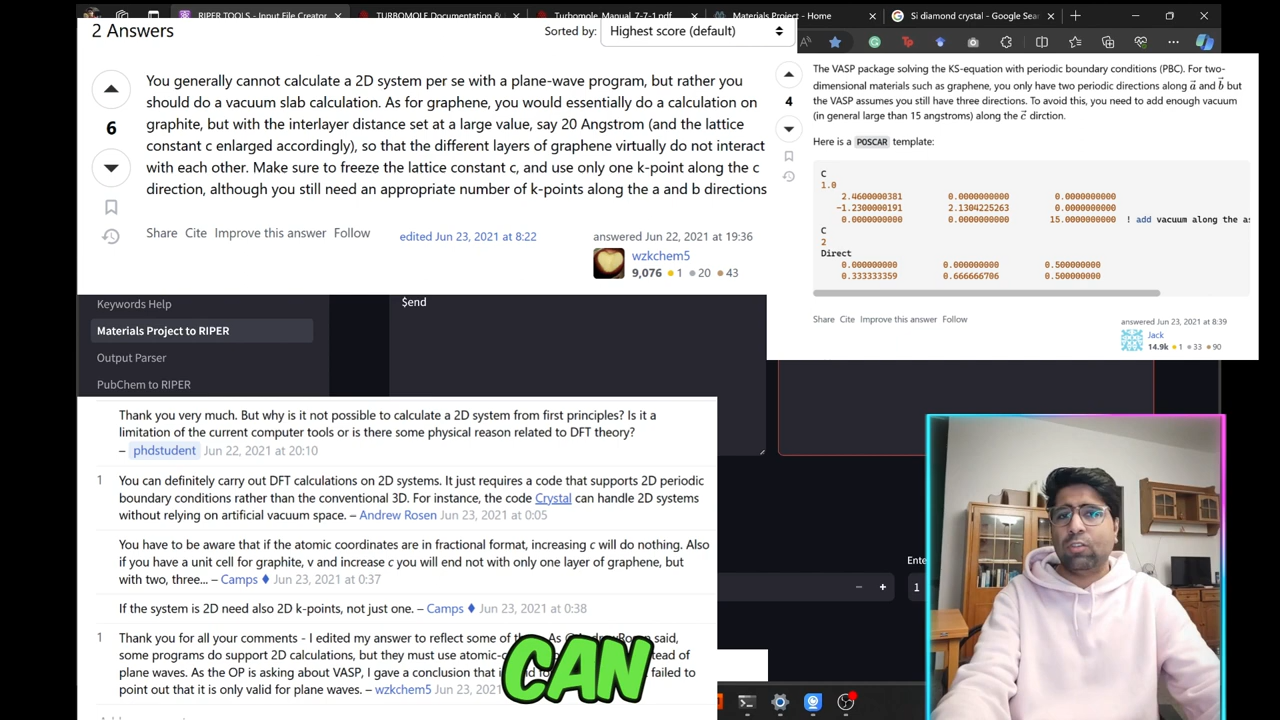 RIPER TOOLS - Input File Creator
TURBOMOLE Documentation &
Turbomole_Manual_7-7-1.pdf
Materials Project - Home
Si diamond crystal - Google Sea
2 Answers
Sorted by:
Highest score (default)
6
You generally cannot calculate a 2D system per se with a plane-wave program, but rather you
should do a vacuum slab calculation. As for graphene, you would essentially do a calculation on
graphite, but with the interlayer distance set at a large value, say 20 Angstrom (and the lattice
constant c enlarged accordingly), so that the different layers of graphene virtually do not interact
with each other. Make sure to freeze the lattice constant c, and use only one k-point along the c
direction, although you still need an appropriate number of k-points along the a and b directions
Share Cite Improve this answer Follow
edited Jun 23, 2021 at 8:22
answered Jun 22, 2021 at 19:36
wzkchem5
9,076 1 20 43
4
The VASP package solving the KS-equation with periodic boundary conditions (PBC). For two-
dimensional materials such as graphene, you only have two periodic directions along a⃗ and b⃗ but
the VASP assumes you still have three directions. To avoid this, you need to add enough vacuum
(in general large than 15 angstroms) along the c⃗ dirction.
Here is a POSCAR template:
C
1.0
2.4600000381 0.0000000000 0.0000000000
-1.2300000191 2.1304225263 0.0000000000
0.0000000000 0.0000000000 15.0000000000 ! add vacuum along the
C
2
Direct
0.000000000 0.000000000 0.500000000
0.333333359 0.666666706 0.500000000
Share Cite Improve this answer Follow
answered Jun 23, 2021 at 8:39
Jack
14.9k 1 33 90
Keywords Help
Materials Project to RIPER
Output Parser
PubChem to RIPER
$end
Thank you very much. But why is it not possible to calculate a 2D system from first principles? Is it a
limitation of the current computer tools or is there some physical reason related to DFT theory?
– phdstudent Jun 22, 2021 at 20:10
1 You can definitely carry out DFT calculations on 2D systems. It just requires a code that supports 2D periodic
boundary conditions rather than the conventional 3D. For instance, the code Crystal can handle 2D systems
without relying on artificial vacuum space. – Andrew Rosen Jun 23, 2021 at 0:05
You have to be aware that if the atomic coordinates are in fractional format, increasing c will do nothing. Also
if you have a unit cell for graphite, v and increase c you will end not with only one layer of graphene, but
with two, three... – Camps ♦ Jun 23, 2021 at 0:37
If the system is 2D need also 2D k-points, not just one. – Camps ♦ Jun 23, 2021 at 0:38
1 Thank you for all your comments - I edited my answer to reflect some of said,
some programs do support 2D calculations, but they must use atomic- of
plane waves. As the OP is asking about VASP, I gave a conclusion that failed to
point out that it is only valid for plane waves. – wzkchem5 Jun 23, 2021
Ente
1
CAN